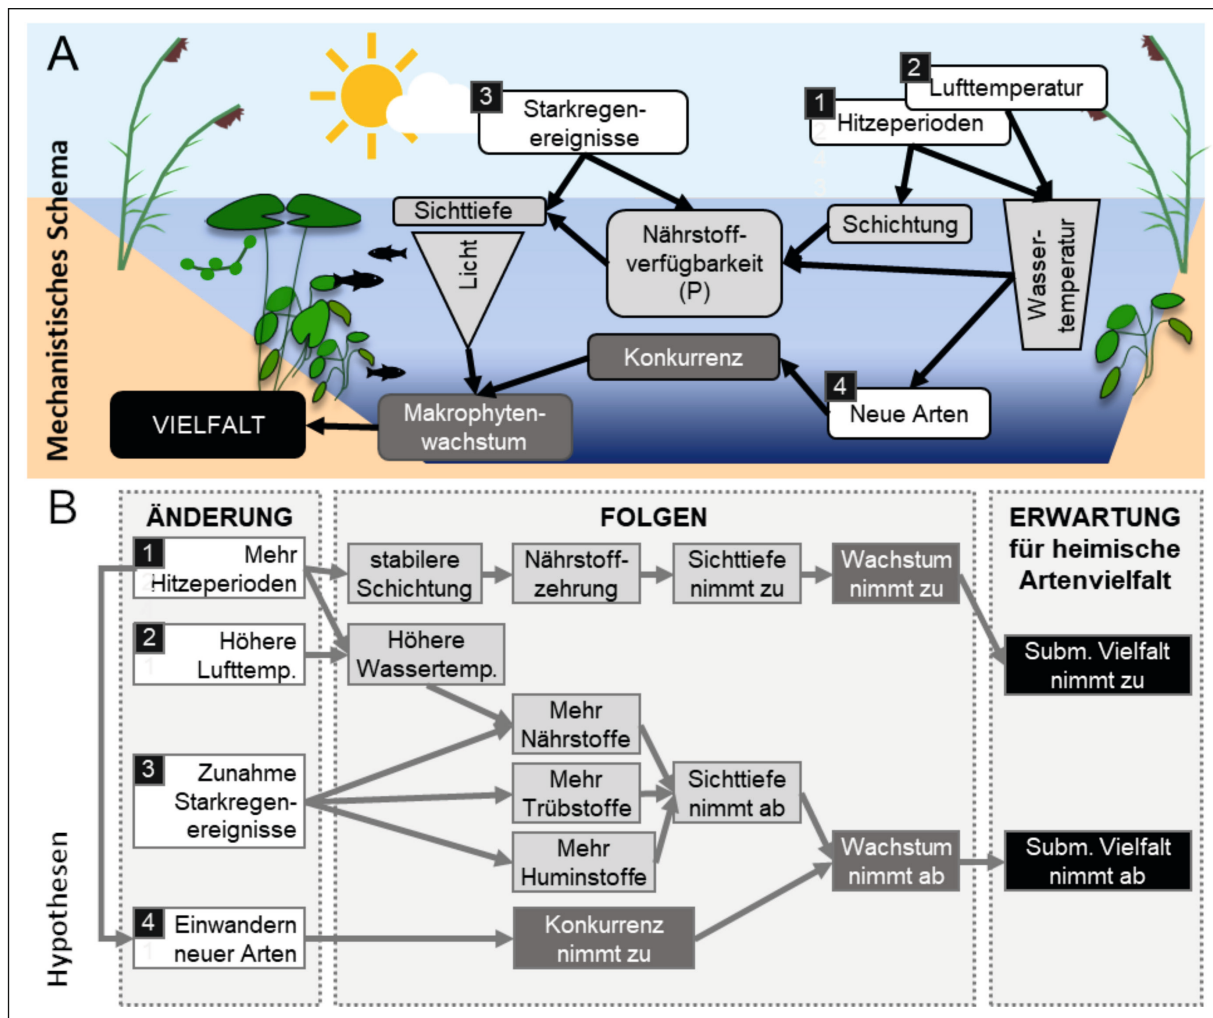 A
Mechanistisches Schema
3
Starkregen-
ereignisse
2
Lufttemperatur
1
Hitzeperioden
Sichttiefe
Licht
Nährstoff-
verfügbarkeit
(P)
Schichtung
Wasser-
temperatur
Konkurrenz
4
Neue Arten
VIELFALT
Makrophyten-
wachstum
B
Hypothesen
ÄNDERUNG
FOLGEN
ERWARTUNG
für heimische
Artenvielfalt
1
Mehr
Hitzeperioden
stabilere
Schichtung
Nährstoff-
zehrung
Sichttiefe
nimmt zu
Wachstum
nimmt zu
2
Höhere
Lufttemp.
Höhere
Wassertemp.
Subm. Vielfalt
nimmt zu
Mehr
Nährstoffe
3
Zunahme
Starkregen-
ereignisse
Mehr
Trübstoffe
Sichttiefe
nimmt ab
Mehr
Huminstoffe
Wachstum
nimmt ab
Subm. Vielfalt
nimmt ab
4
Einwandern
neuer Arten
Konkurrenz
nimmt zu